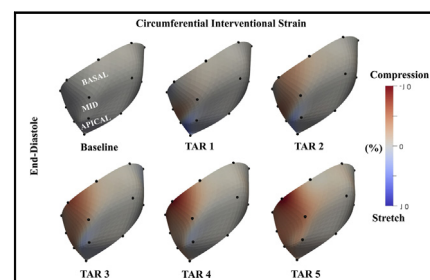 Circumferential Interventional Strain
End-Diastole
BASAL
MID
APICAL
Baseline
TAR 1
TAR 2
Compression
-10
(%)
0
10
Stretch
TAR 3
TAR 4
TAR 5